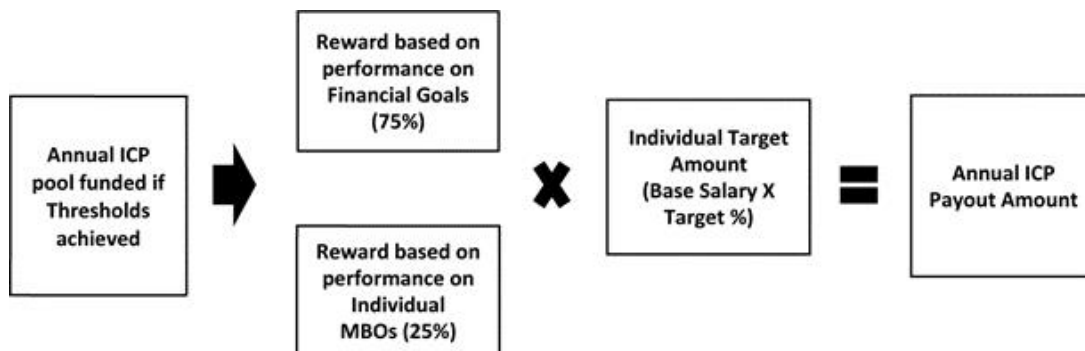 Annual ICP
pool funded if
Thresholds
achieved
Reward based on
performance on
Financial Goals
(75%)
Reward based on
performance on
Individual
MBOs (25%)
Individual Target
Amount
(Base Salary X
Target %)
Annual ICP
Payout Amount